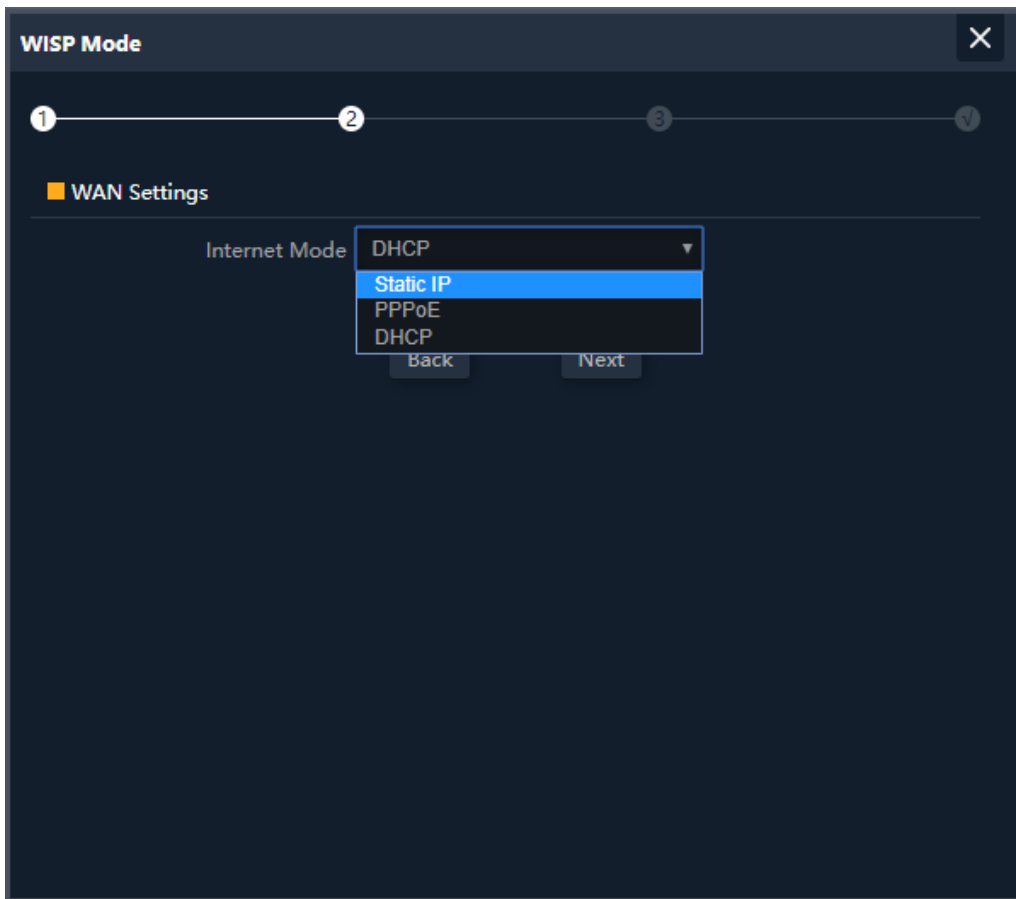 WISP Mode
1 2 3 √
WAN Settings
Internet Mode DHCP
Static IP
PPPoE
DHCP
Back Next